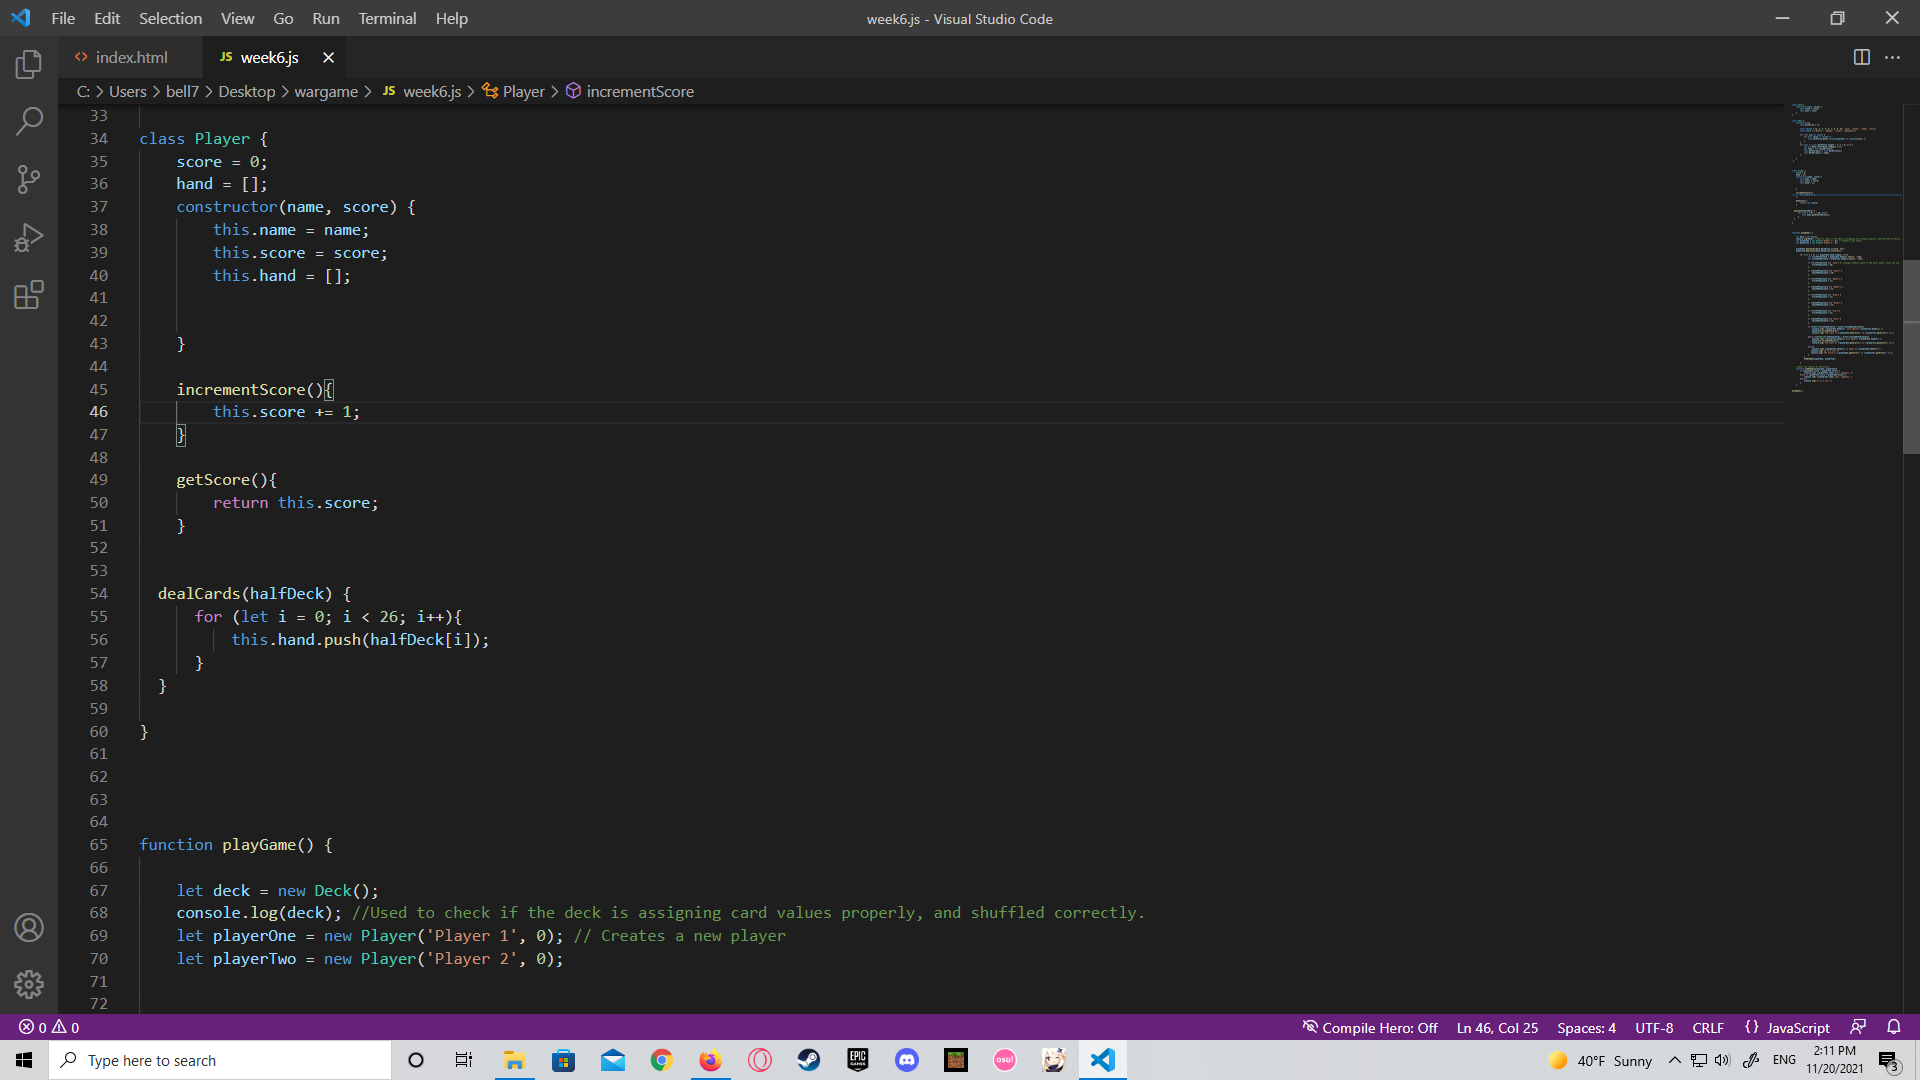 File Edit Selection View Go Run Terminal Help
week6.js - Visual Studio Code
index.html
JS week6.js
C: > Users > bell7 > Desktop > wargame > JS week6.js > Player > incrementScore
33
34 class Player {
35 score = 0;
36 hand = [];
37 constructor(name, score) {
38 this.name = name;
39 this.score = score;
40 this.hand = [];
41
42
43 }
44
45 incrementScore(){
46 this.score += 1;
47 }
48
49 getScore(){
50 return this.score;
51 }
52
53
54 dealCards(halfDeck) {
55 for (let i = 0; i < 26; i++){
56 this.hand.push(halfDeck[i]);
57 }
58 }
59
60 }
61
62
63
64
65 function playGame() {
66
67 let deck = new Deck();
68 console.log(deck); //Used to check if the deck is assigning card values properly, and shuffled correctly.
69 let playerOne = new Player('Player 1', 0); // Creates a new player
70 let playerTwo = new Player('Player 2', 0);
71
72
0 0 Compile Hero: Off Ln 46, Col 25 Spaces: 4 UTF-8 CRLF {} JavaScript
Type here to search
EPIC GAMES
osu!
40°F Sunny
ENG
2:11 PM
11/20/2021
3